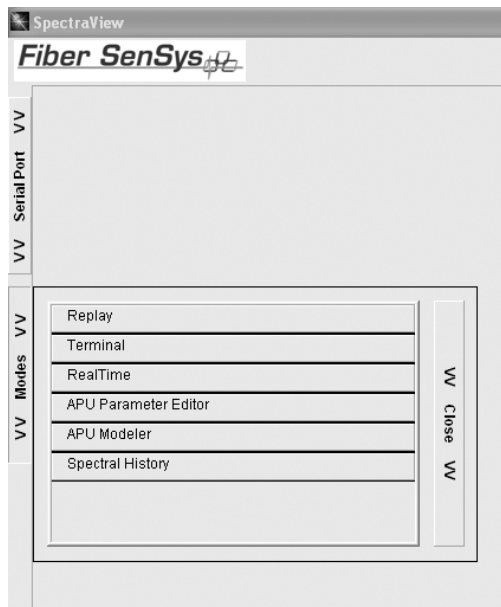 SpectraView
Fiber SenSys
VV Serial Port VV
VV Modes VV
Replay
Terminal
RealTime
APU Parameter Editor
APU Modeler
Spectral History
VV Close VV